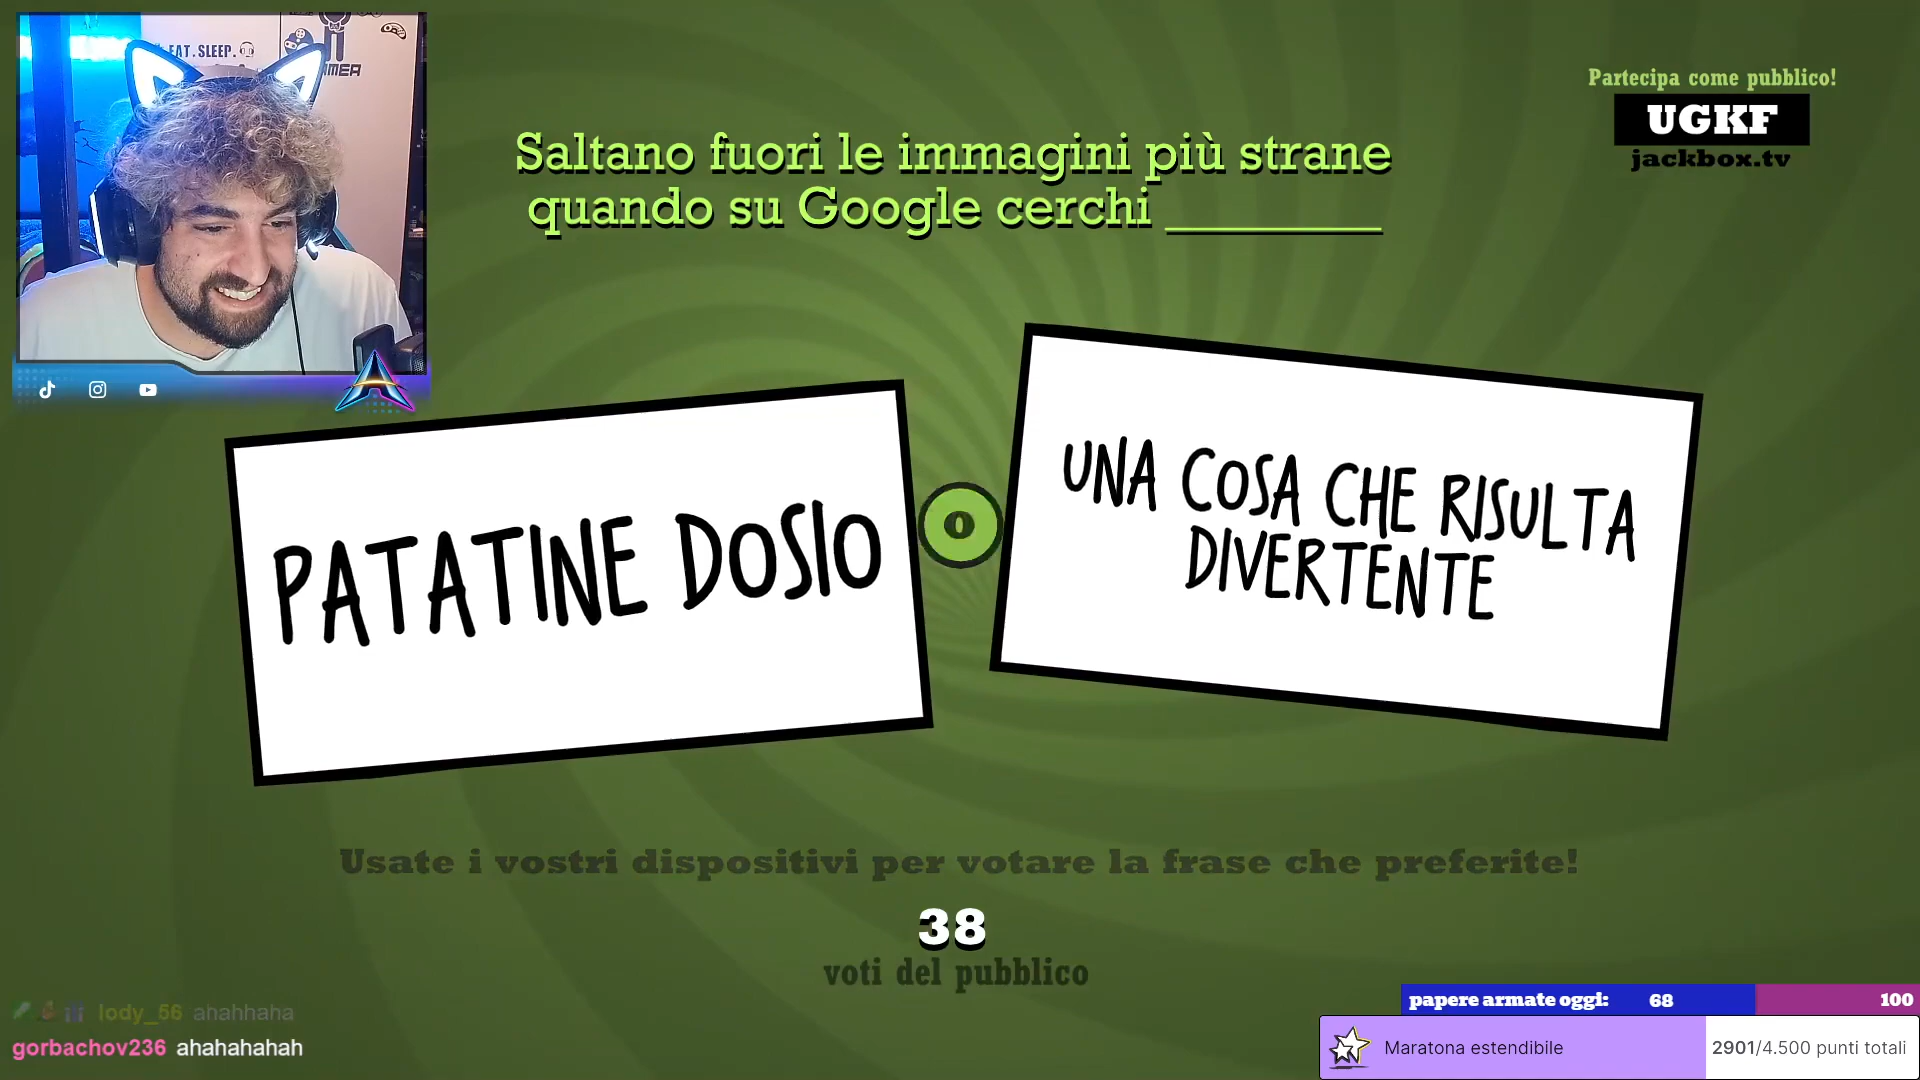 EAT.SLEEP.
Partecipa come pubblico!
UGKF
jackbox.tv
Saltano fuori le immagini più strane
quando su Google cerchi ________
PATATINE DOSIO
O
UNA COSA CHE RISULTA
DIVERTENTE
Usate i vostri dispositivi per votare la frase che preferite!
38
voti del pubblico
lody_56 ahahhaha
gorbachov236 ahahahahah
papere armate oggi: 68 100
Maratona estendibile 2901/4.500 punti totali